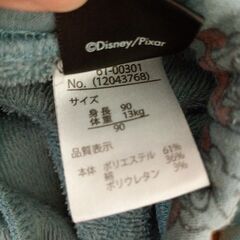 ©Disney/Pixar
61-00301
No. (12043768)
サイズ
身長 90
体重 13kg
90
品質表示
本体 ポリエステル 61%
綿 36%
ポリウレタン 3%